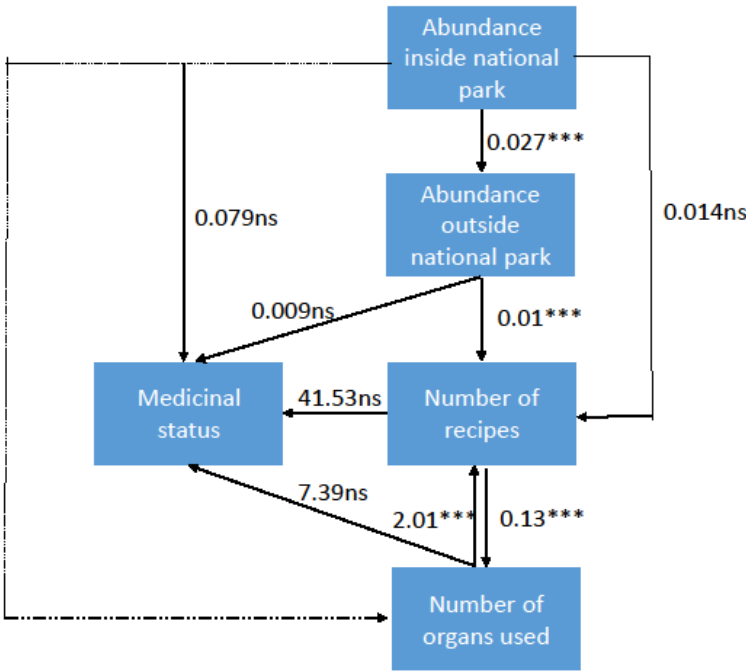 Abundance
inside national
park
0.027***
Abundance
outside
national park
0.079ns
0.014ns
0.009ns
0.01***
Medicinal
status
41.53ns
Number of
recipes
7.39ns
2.01***
0.13***
Number of
organs used